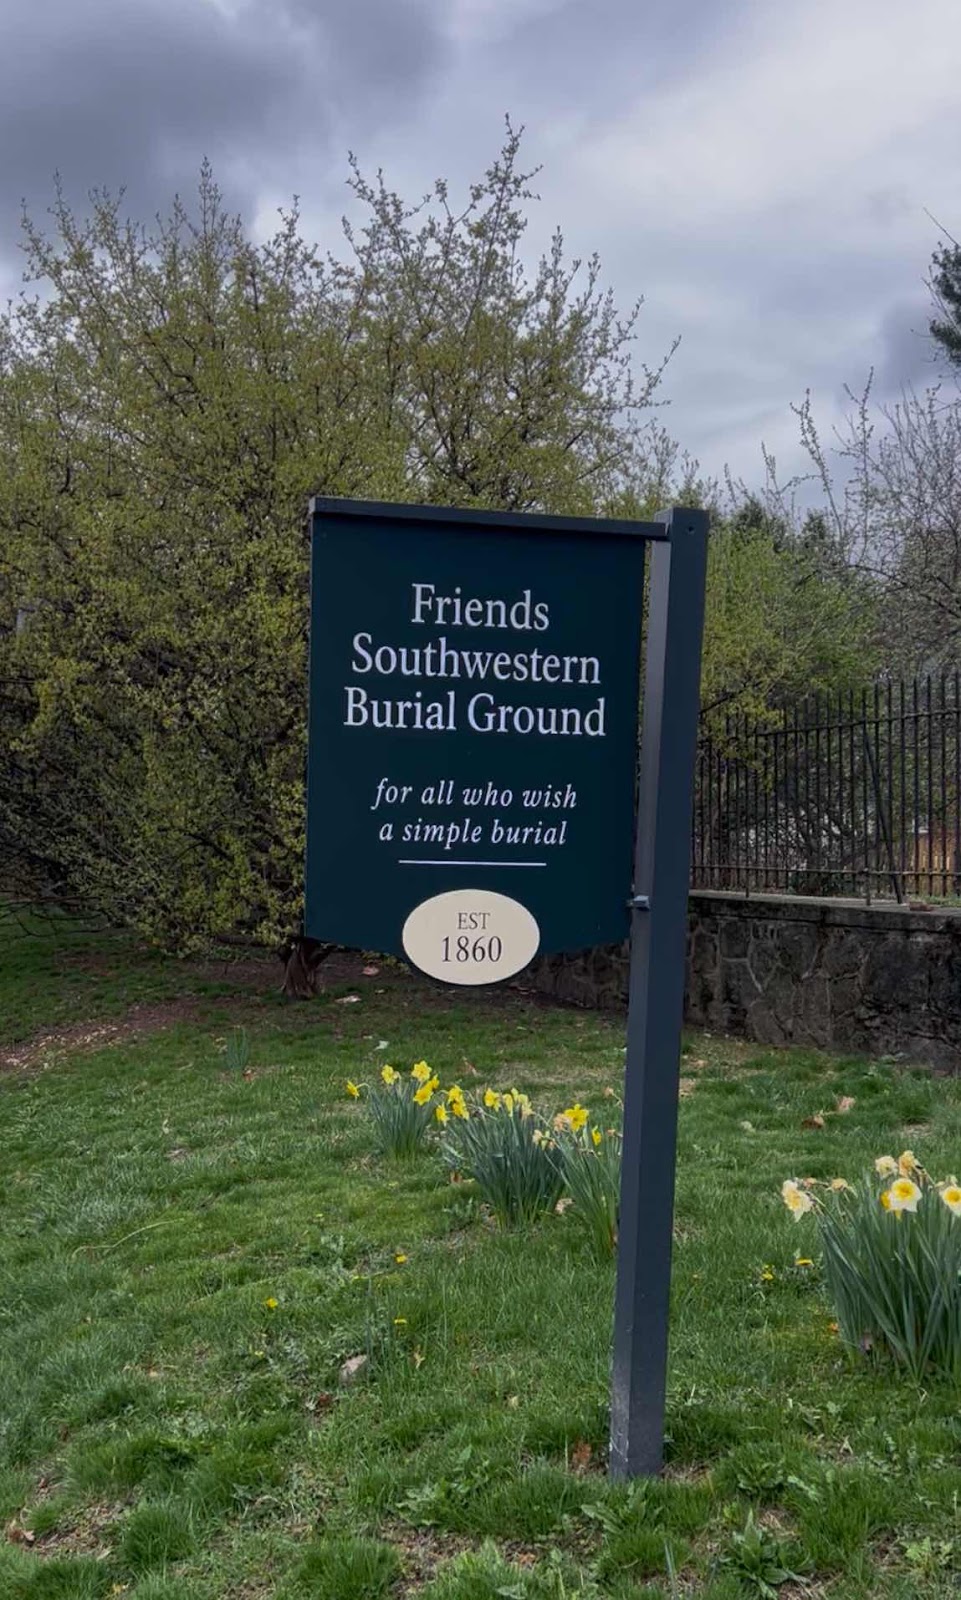 Friends
Southwestern
Burial Ground
for all who wish
a simple burial
EST
1860